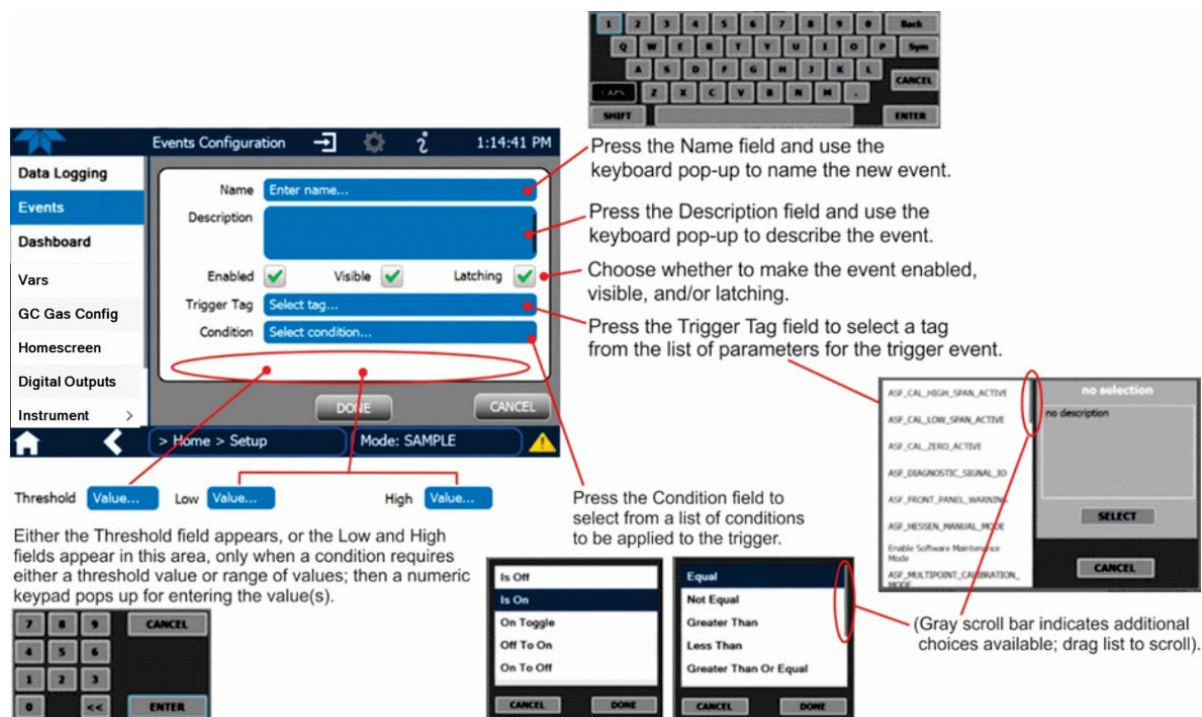 1 2 3 4 5 6 7 8 9 0 Back
Q W E R T Y U I O P Sym
A S D F G H J K L
CANCEL
CAPS Z X C V B N M .
SHIFT ENTER
Events Configuration 1:14:41 PM
Data Logging
Events
Dashboard
Vars
GC Gas Config
Homescreen
Digital Outputs
Instrument >
Name Enter name...
Description
Enabled Visible Latching
Trigger Tag Select tag...
Condition Select condition...
DONE CANCEL
> Home > Setup Mode: SAMPLE
Press the Name field and use the
keyboard pop-up to name the new event.
Press the Description field and use the
keyboard pop-up to describe the event.
Choose whether to make the event enabled,
visible, and/or latching.
Press the Trigger Tag field to select a tag
from the list of parameters for the trigger event.
ASF_CAL_HIGH_SPAN_ACTIVE
ASF_CAL_LOW_SPAN_ACTIVE
ASF_CAL_ZERO_ACTIVE
ASF_DIAGNOSTIC_SIGNAL_IO
ASF_FRONT_PANEL_WARNING
ASF_HESSEN_MANUAL_MODE
Enable Software Maintenance
Mode
ASF_MULTIPOINT_CALIBRATION_
MODE
no selection
no description
SELECT
CANCEL
Threshold Value... Low Value... High Value...
Either the Threshold field appears, or the Low and High
fields appear in this area, only when a condition requires
either a threshold value or range of values; then a numeric
keypad pops up for entering the value(s).
7 8 9 CANCEL
4 5 6
1 2 3
0 << ENTER
Press the Condition field to
select from a list of conditions
to be applied to the trigger.
Is Off
Is On
On Toggle
Off To On
On To Off
CANCEL DONE
Equal
Not Equal
Greater Than
Less Than
Greater Than Or Equal
CANCEL DONE
(Gray scroll bar indicates additional
choices available; drag list to scroll).